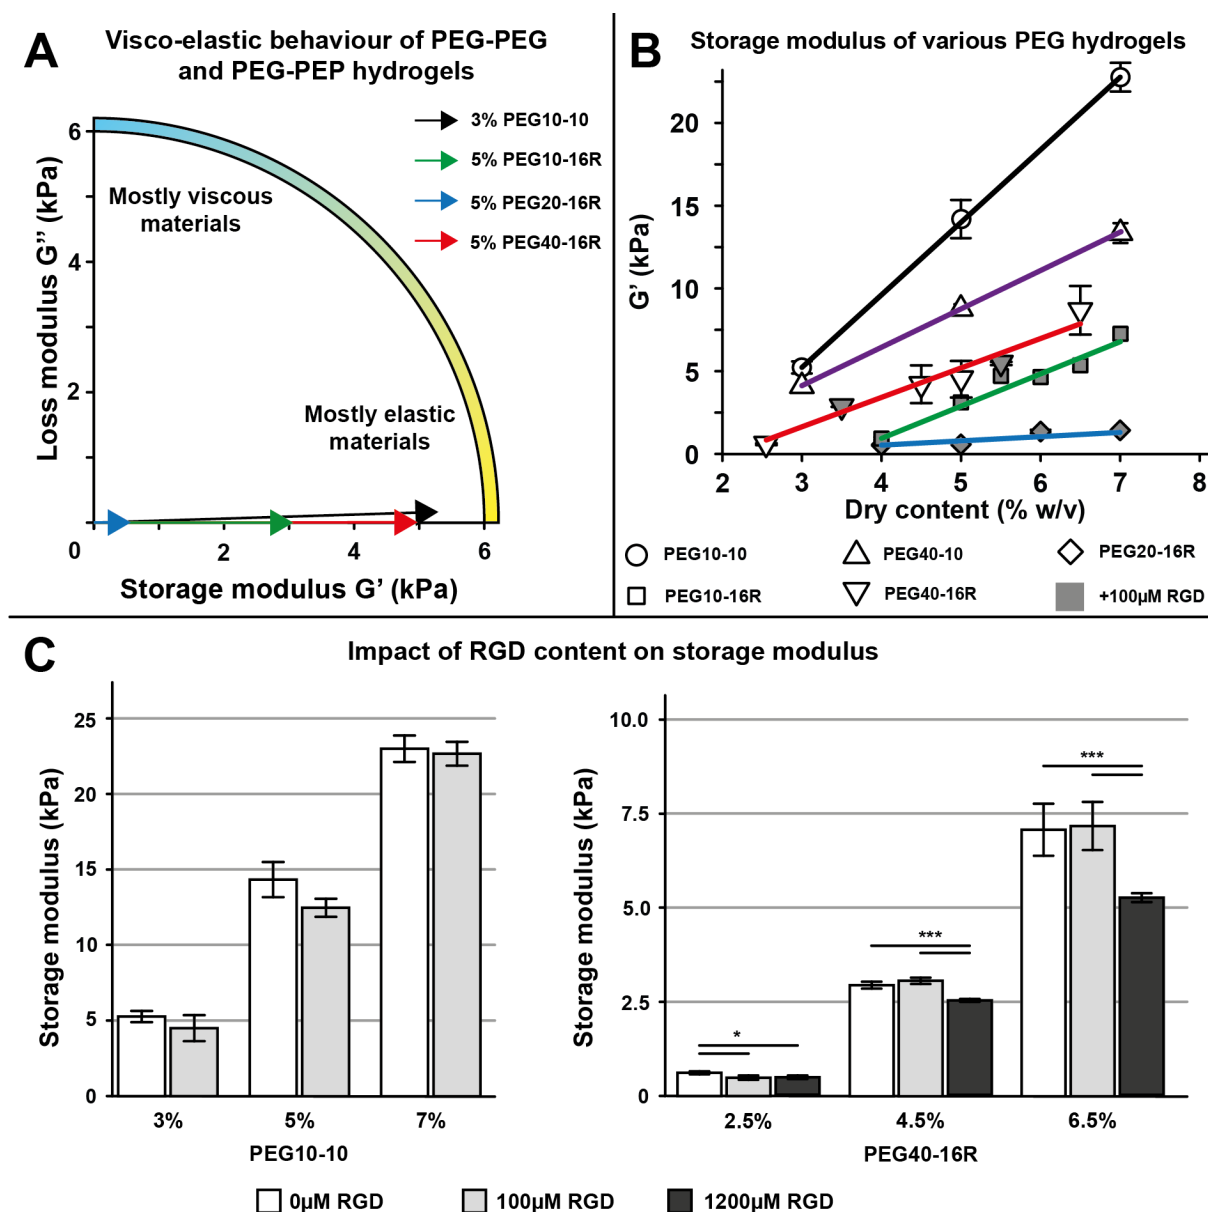 A
Visco-elastic behaviour of PEG-PEG
and PEG-PEP hydrogels
Loss modulus G’’ (kPa)
6
4
2
0
2
4
6
Storage modulus G’ (kPa)
Mostly viscous
materials
Mostly elastic
materials
3% PEG10-10
5% PEG10-16R
5% PEG20-16R
5% PEG40-16R
B
Storage modulus of various PEG hydrogels
G’ (kPa)
20
15
10
5
0
2 3 4 5 6 7 8
Dry content (% w/v)
PEG10-10
PEG40-10
PEG20-16R
PEG10-16R
PEG40-16R
+100µM RGD
C
Impact of RGD content on storage modulus
Storage modulus (kPa)
25
20
15
10
5
0
3% 5% 7%
PEG10-10
Storage modulus (kPa)
10.0
7.5
5.0
2.5
0
*
***
***
2.5% 4.5% 6.5%
PEG40-16R
0µM RGD
100µM RGD
1200µM RGD